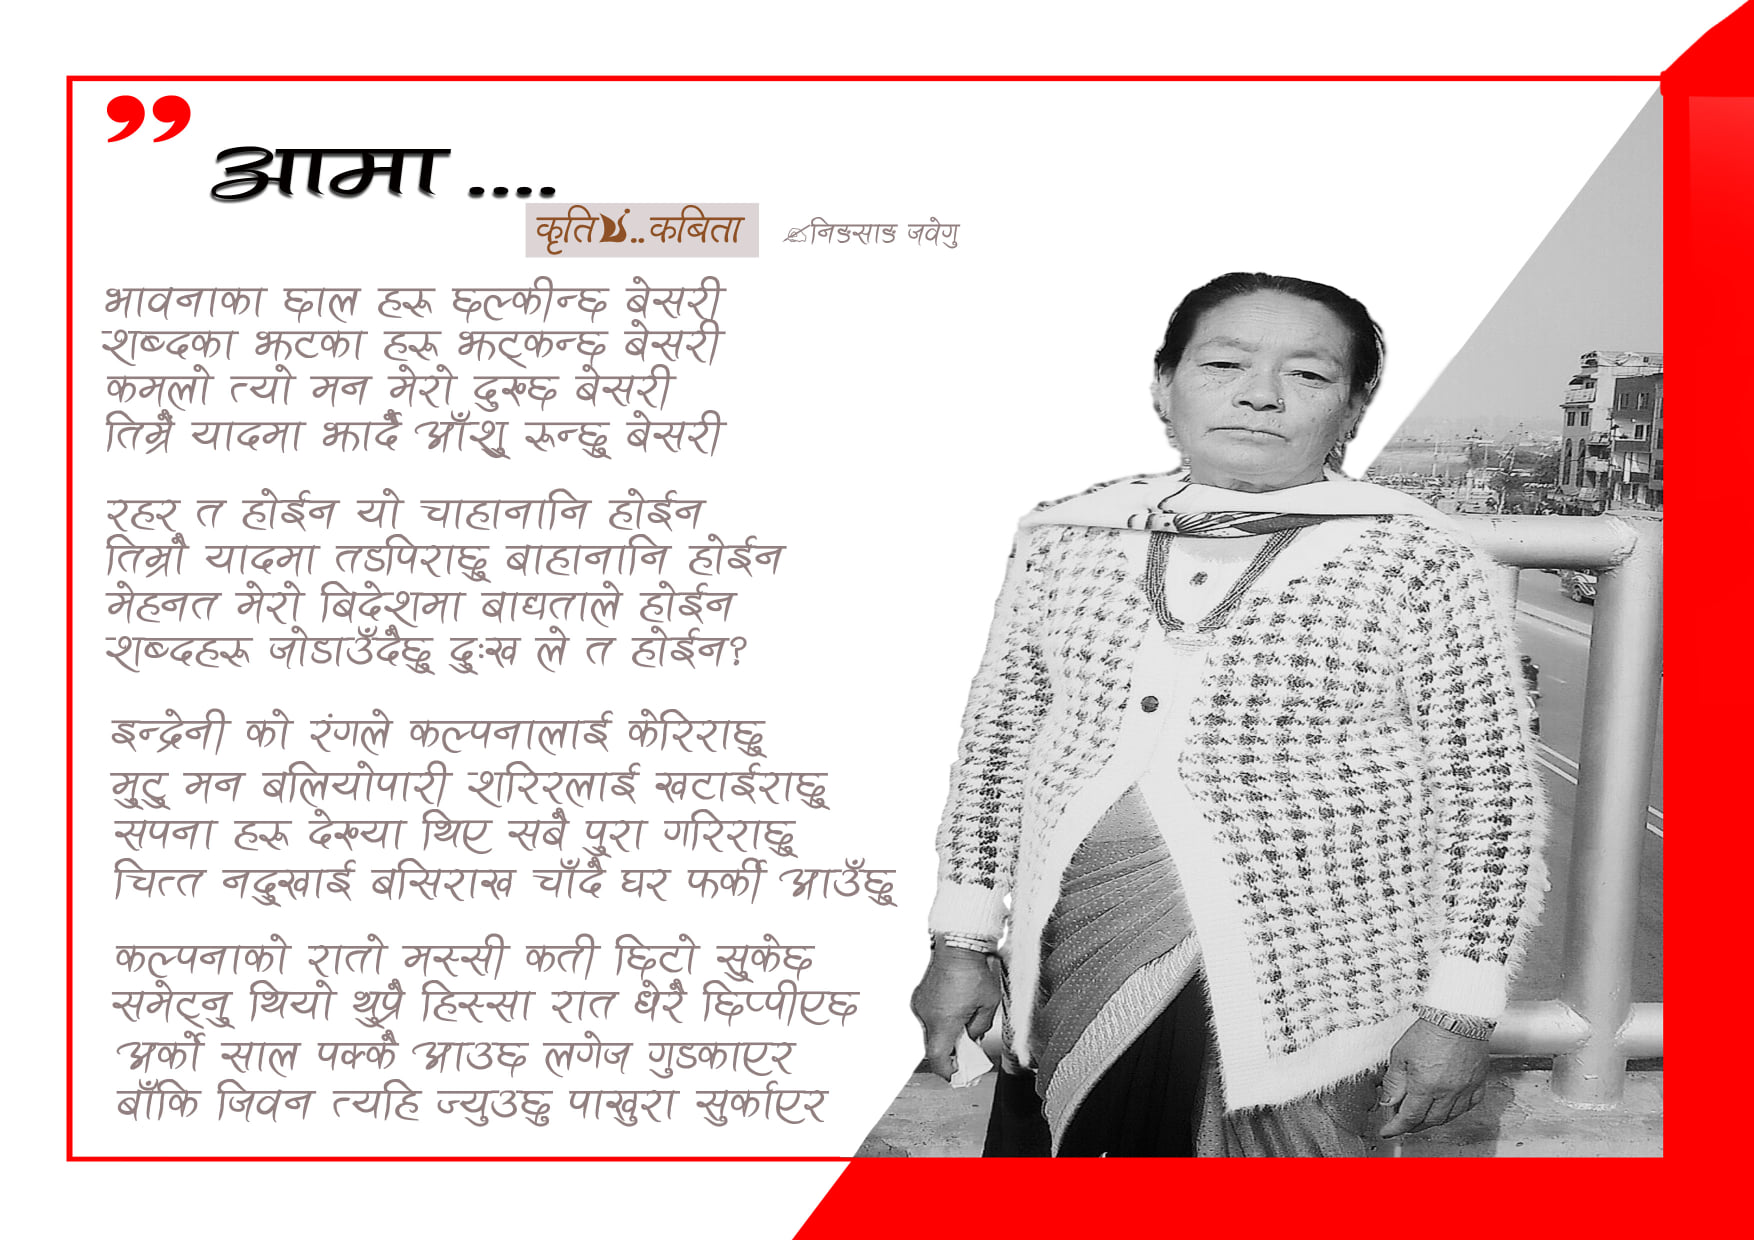 ”
आमा ....
कृति .. कबिता ✍निङसाङ जवेगु
भावनाका छाल हरू छल्कीन्छ बेसरी
शब्दका झटका हरू झट्कन्छ बेसरी
कमलो त्यो मन मेरो दुख्छ बेसरी
तिम्रै यादमा झार्दै आँशु रून्छु बेसरी
रहर त होईन यो चाहानानि होईन
तिम्रौ यादमा तडपिराछु बाहानानि होईन
मेहनत मेरो बिदेशमा बाध्यताले होईन
शब्दहरू जोडाउँदैछु दुःख ले त होईन?
इन्द्रेनी को रंगले कल्पनालाई केरिराछु
मुटु मन बलियोपारी शरिरलाई खटाईराछु
सपना हरू देख्या थिए सबै पुरा गरिराछु
चित्त नदुखाई बसिराख चाँदै घर फर्की आउँछु
कल्पनाको रातो मस्सी कती छिटो सुकेछ
समेट्नु थियो थुप्रै हिस्सा रात धेरै छिप्पीएछ
अर्को साल पक्कै आउछ लगेज गुडकाएर
बाँकि जिवन त्यहि ज्युउछु पाखुरा सुर्काएर